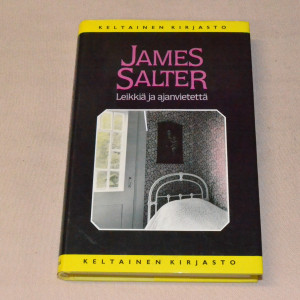 KELTAINEN KIRJASTO
JAMES
SALTER
Leikkiä ja ajanvietettä
KELTAINEN KIRJASTO